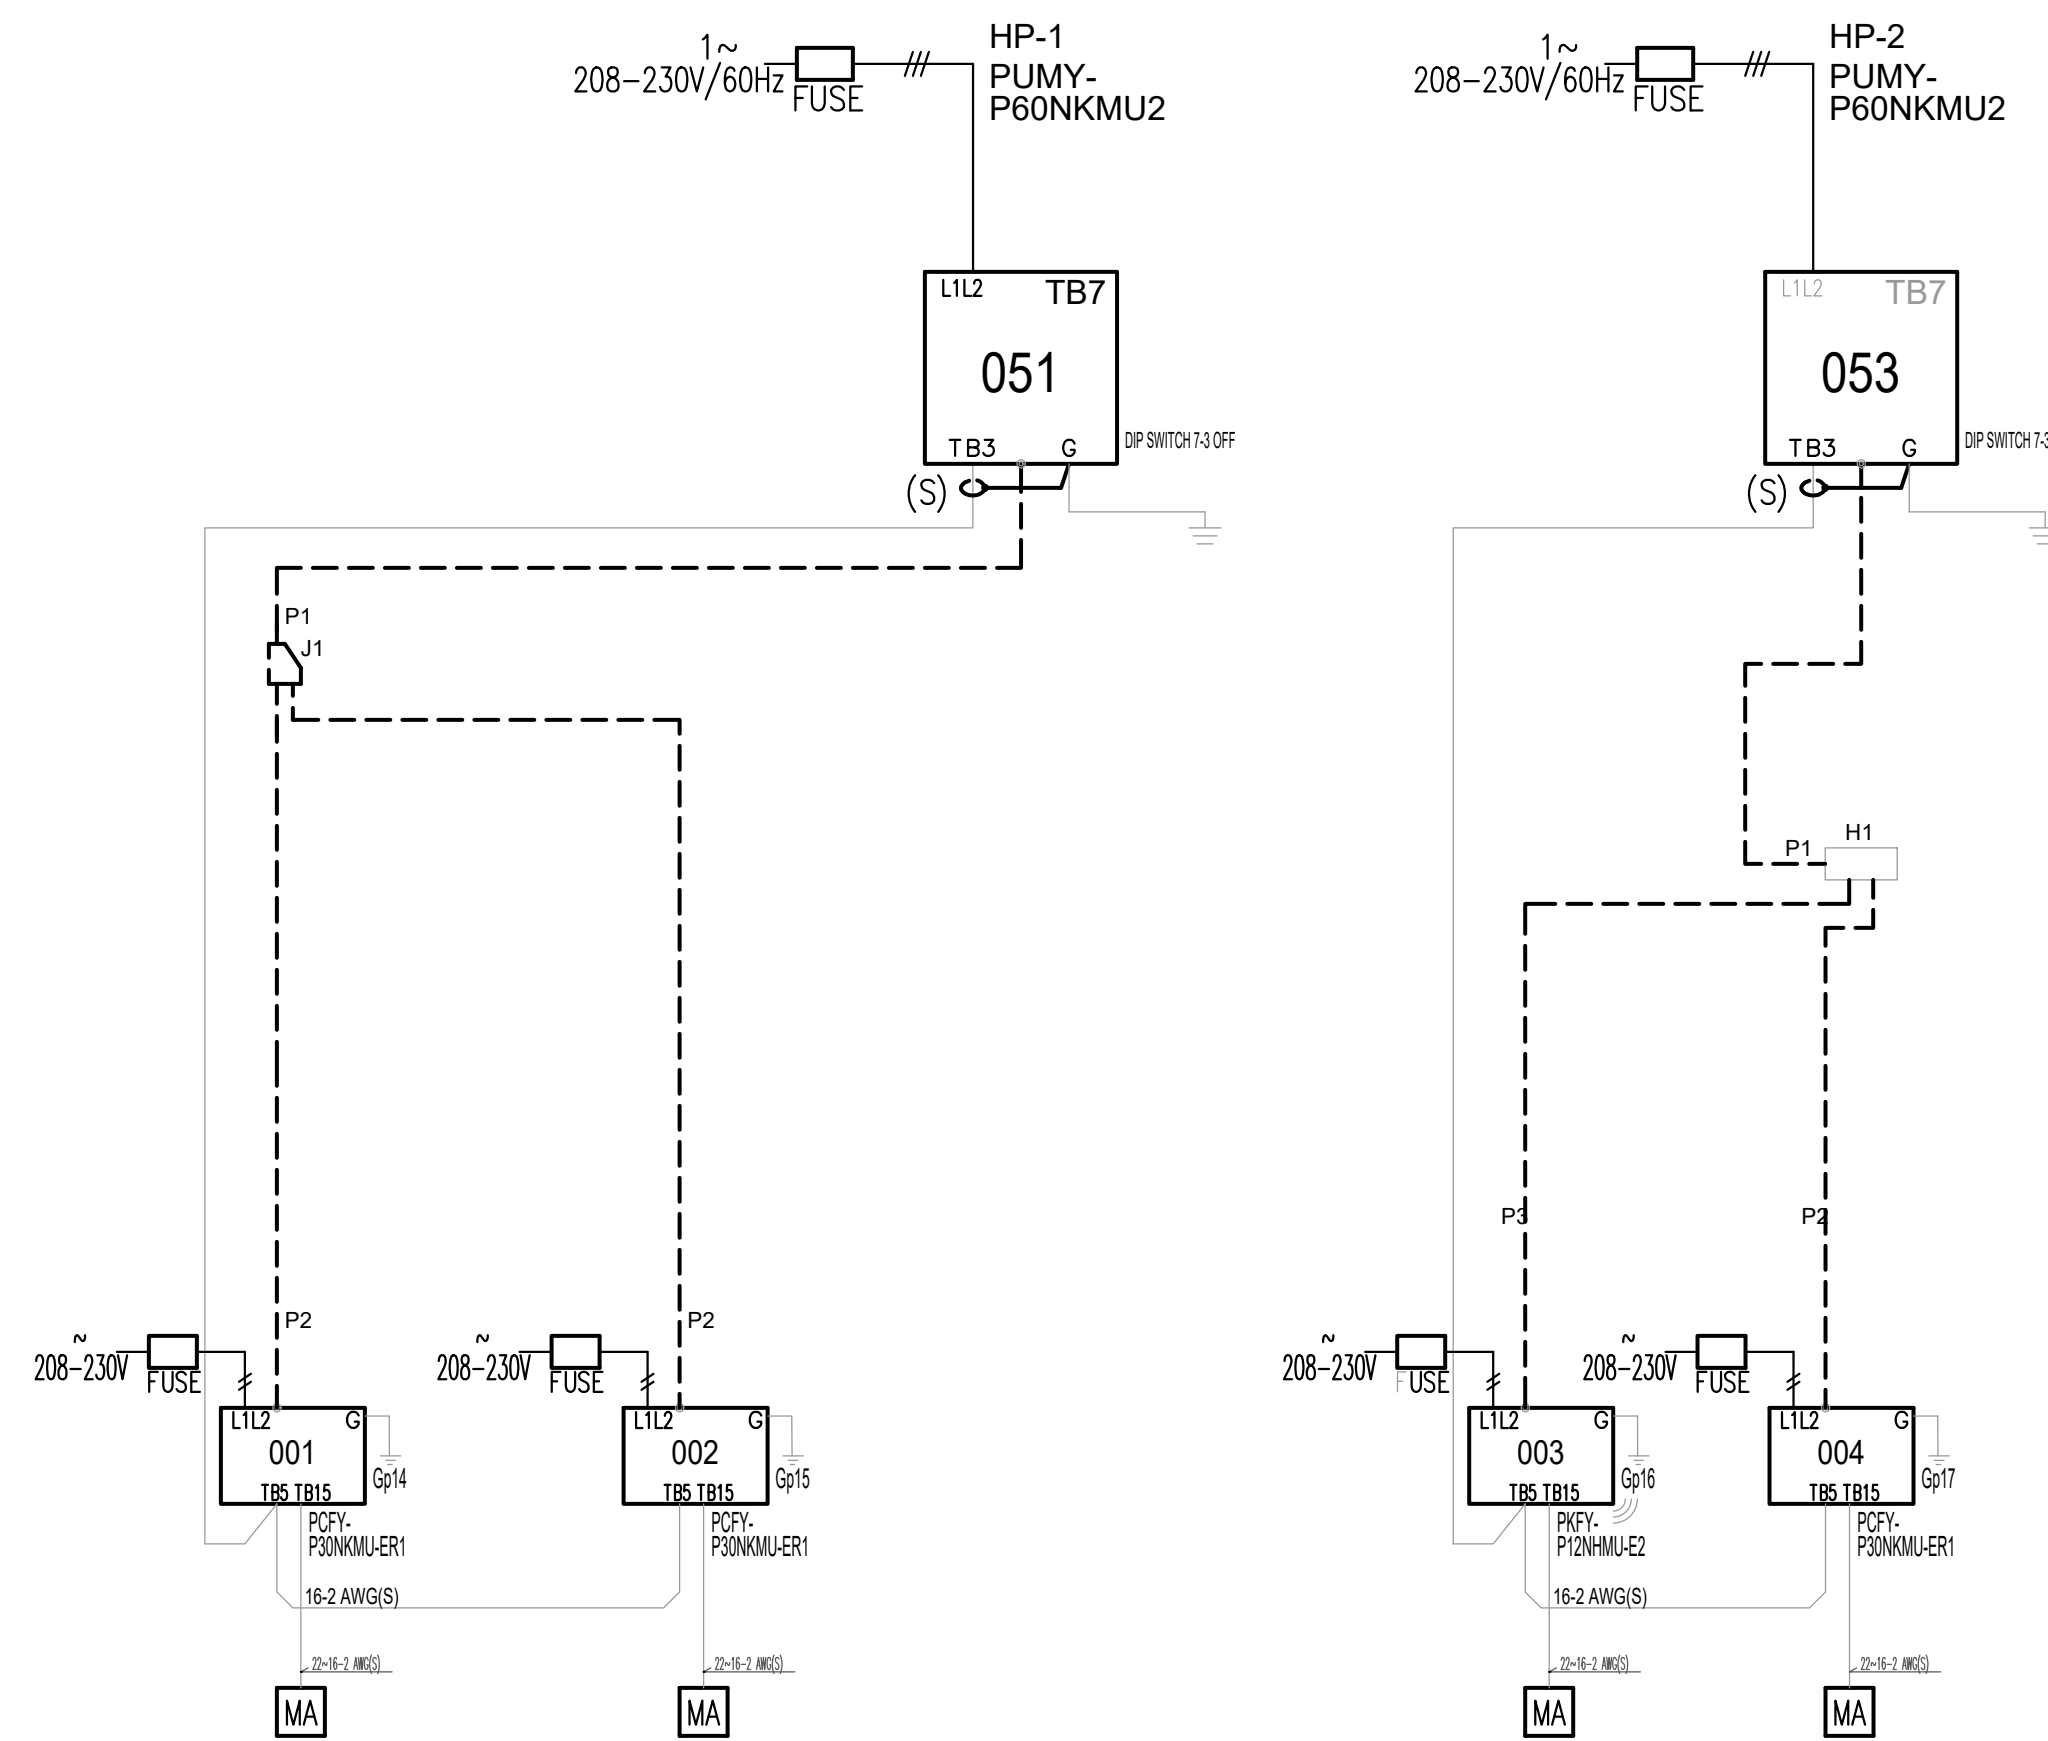 1~
208-230V/60Hz
FUSE
HP-1
PUMY-
P60NKMU2
L1L2 TB7
051
TB3 G
DIP SWITCH 7-3 OFF
(S)
P1
J1
P2
P2
~
208-230V
FUSE
L1L2 G
001
Gp14
TB5 TB15
PCFY-
P30NKMU-ER1
~
208-230V
FUSE
L1L2 G
002
Gp15
TB5 TB15
PCFY-
P30NKMU-ER1
16-2 AWG(S)
22~16-2 AWG(S)
22~16-2 AWG(S)
MA
MA
1~
208-230V/60Hz
FUSE
HP-2
PUMY-
P60NKMU2
L1L2 TB7
053
TB3 G
DIP SWITCH 7-3
(S)
H1
P1
P3
P2
~
208-230V
FUSE
L1L2 G
003
Gp16
TB5 TB15
PKFY-
P12NHMU-E2
~
208-230V
FUSE
L1L2 G
004
Gp17
TB5 TB15
PCFY-
P30NKMU-ER1
16-2 AWG(S)
22~16-2 AWG(S)
22~16-2 AWG(S)
MA
MA